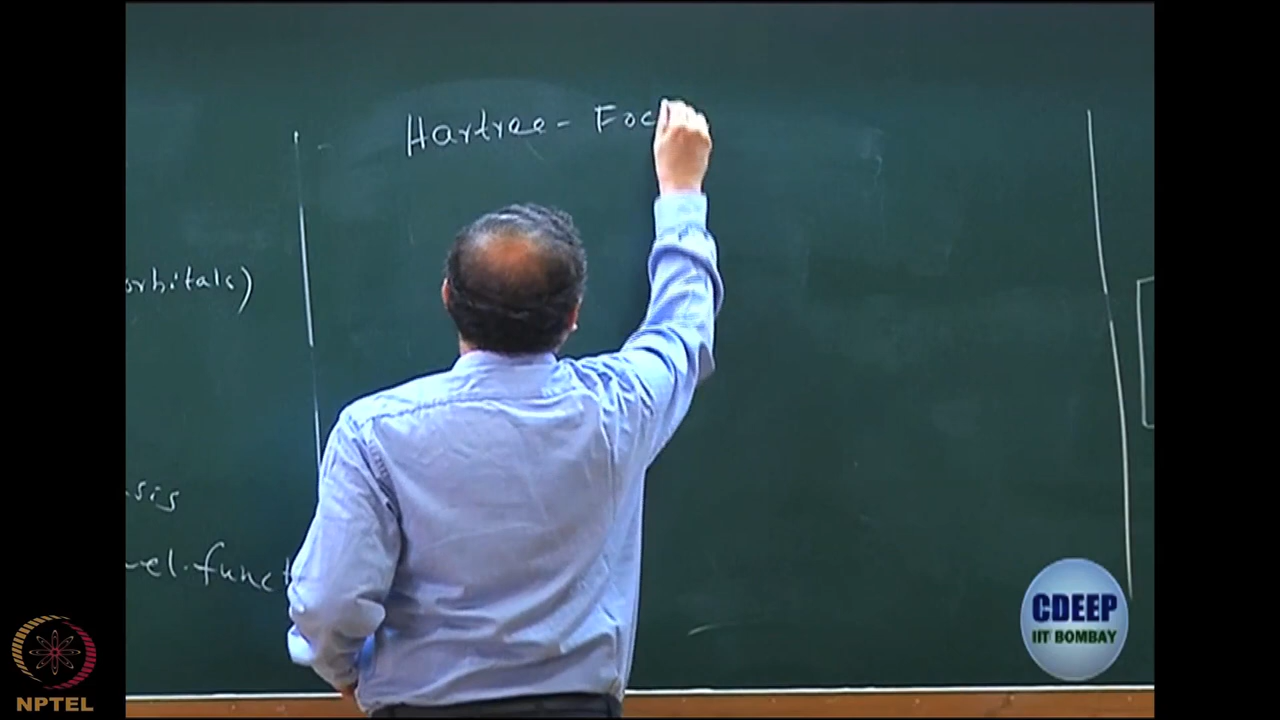 Hartree - Foc
orbitals)
sis
el. funct
CDEEP
IIT BOMBAY
NPTEL